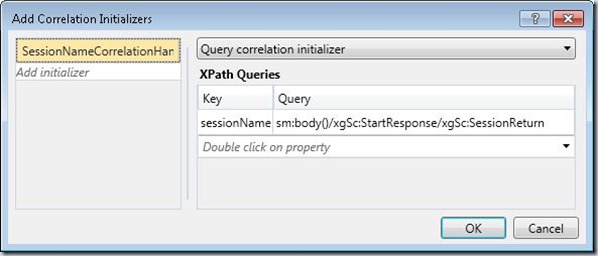 Add Correlation Initializers
SessionNameCorrelationHan
Add initializer
Query correlation initializer
XPath Queries
Key Query
sessionName sm:body()/xgSc:StartResponse/xgSc:SessionReturn
Double click on property
OK Cancel